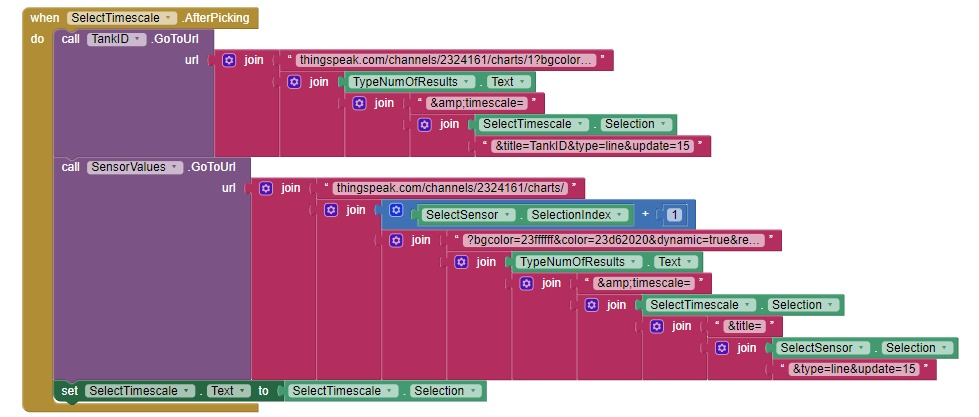 when SelectTimescale .AfterPicking
do call TankID .GoToUrl
url join " thingspeak.com/channels/2324161/charts/1?bgcolor... "
join TypeNumOfResults . Text
join " &amp;timescale= "
join SelectTimescale . Selection
" &title=TankID&type=line&update=15 "
call SensorValues .GoToUrl
url join " thingspeak.com/channels/2324161/charts/ "
join SelectSensor . SelectionIndex + 1
join " ?bgcolor=23ffffff&color=23d62020&dynamic=true&re... "
join TypeNumOfResults . Text
join " &amp;timescale= "
join SelectTimescale . Selection
join " &title= "
join SelectSensor . Selection
" &type=line&update=15 "
set SelectTimescale . Text to SelectTimescale . Selection